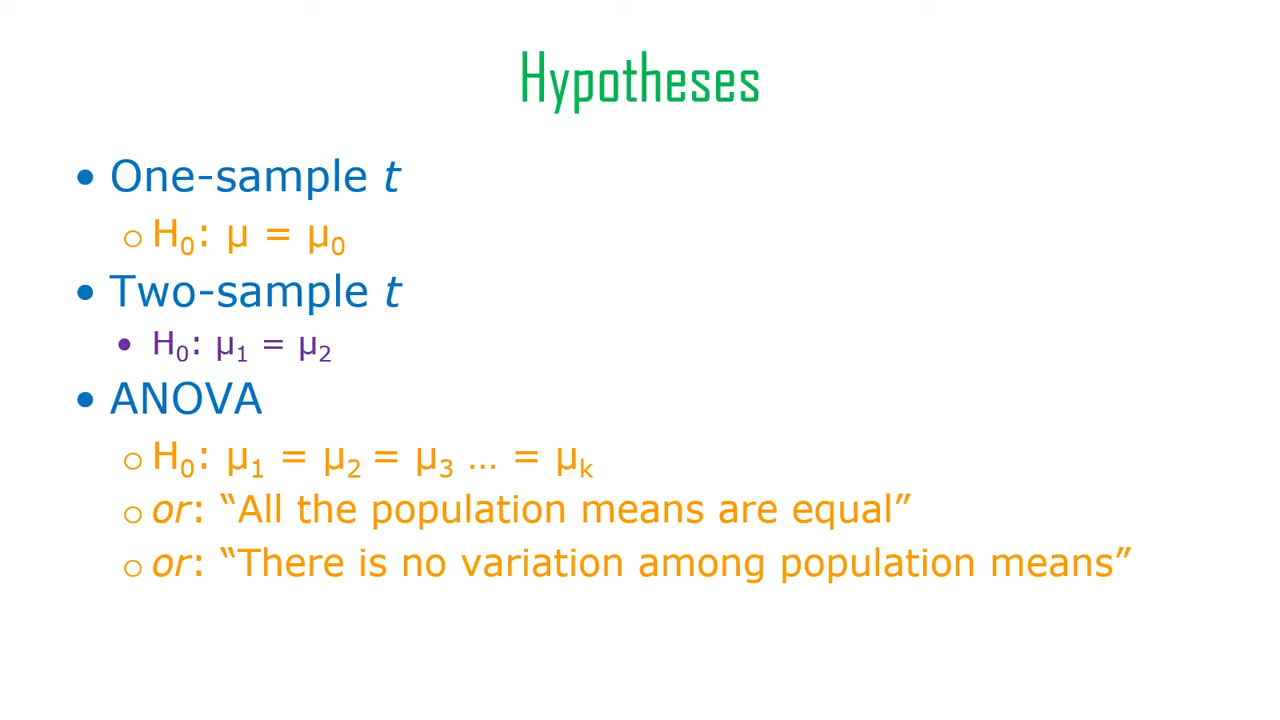 Hypotheses
• One-sample t
○ H₀: µ = µ₀
• Two-sample t
• H₀: µ₁ = µ₂
• ANOVA
○ H₀: µ₁ = µ₂ = µ₃ … = µₖ
○ or: “All the population means are equal”
○ or: “There is no variation among population means”